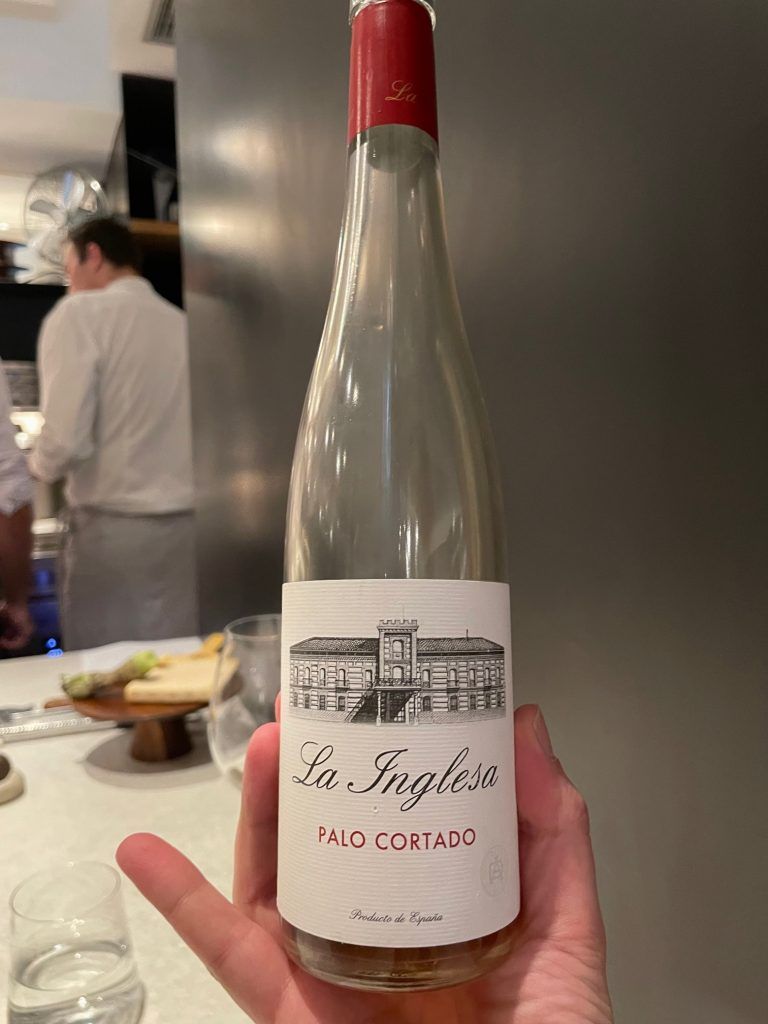 La
La Inglesa
PALO CORTADO
Producto de España